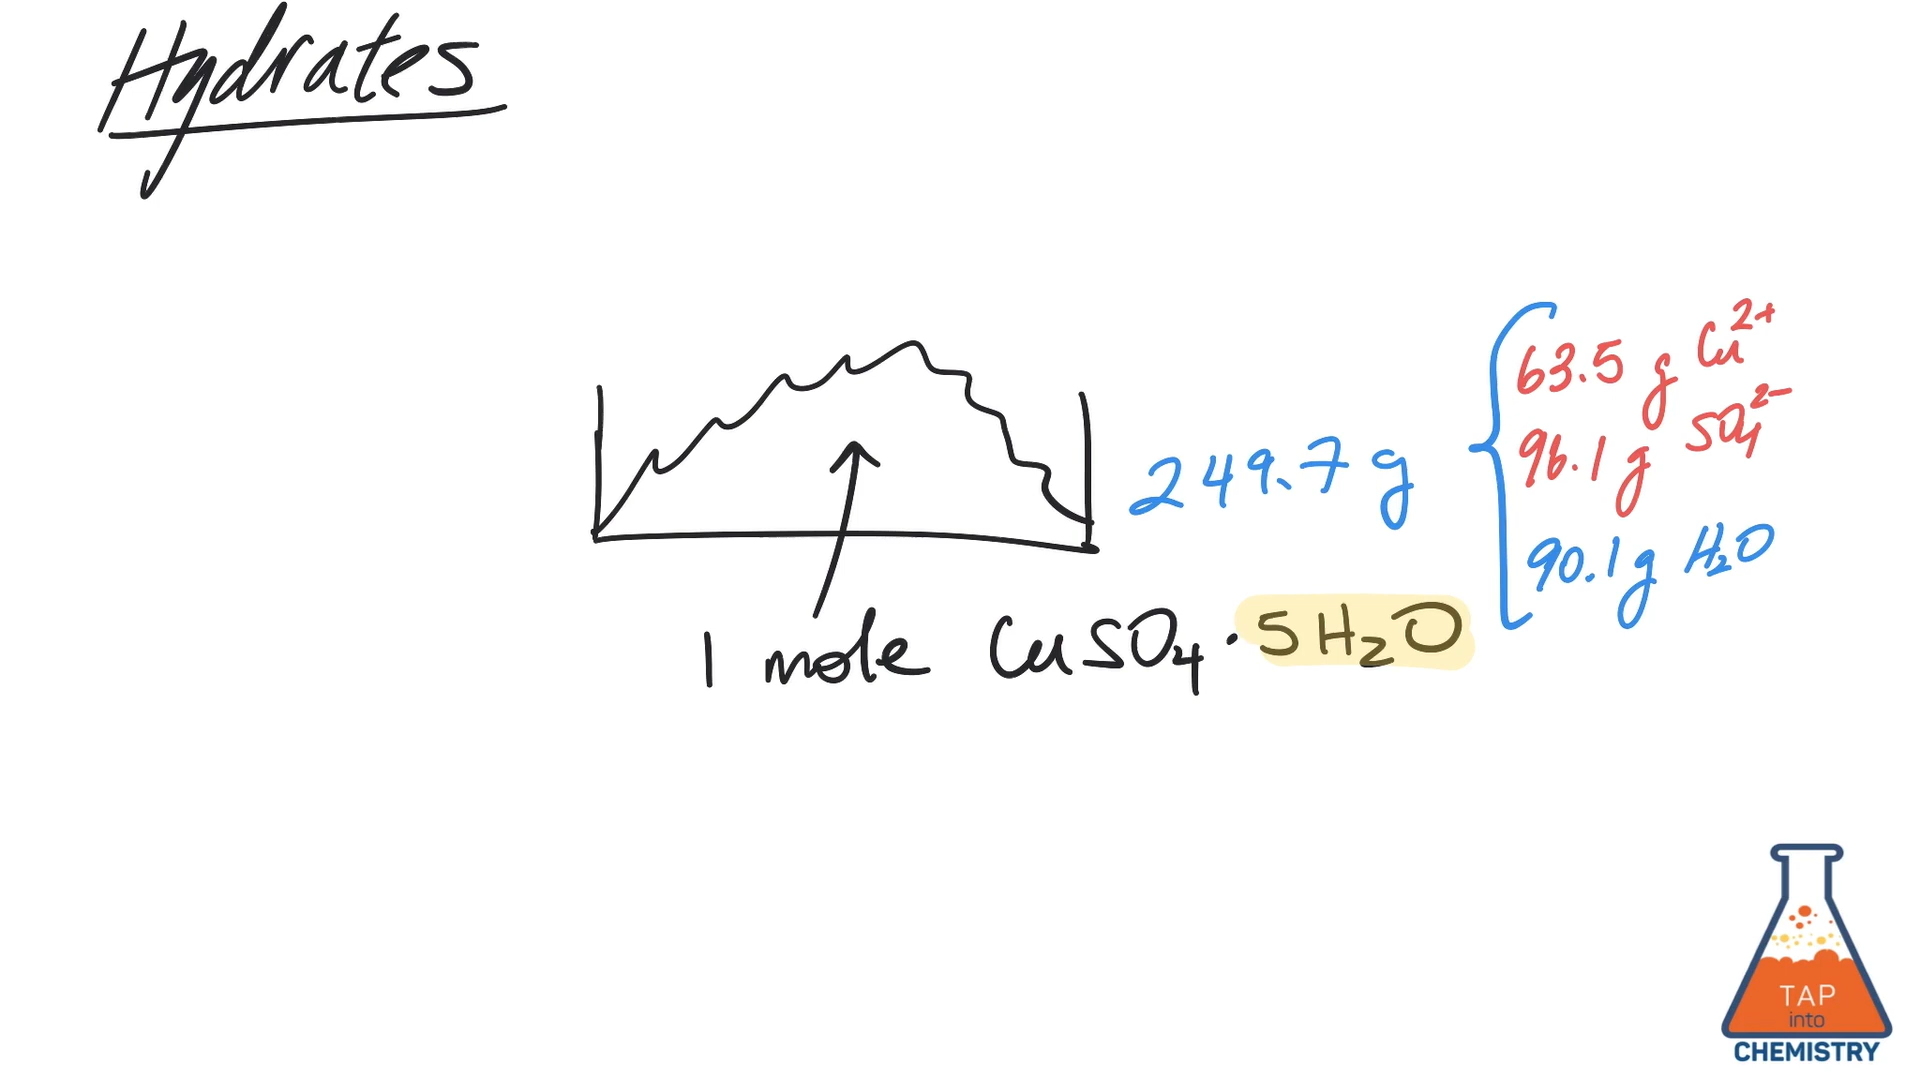 Hydrates
63.5 g Cu²⁺
96.1 g SO₄²⁻
249.7 g
90.1 g H₂O
1 mole CuSO₄ · 5H₂O
TAP
into
CHEMISTRY